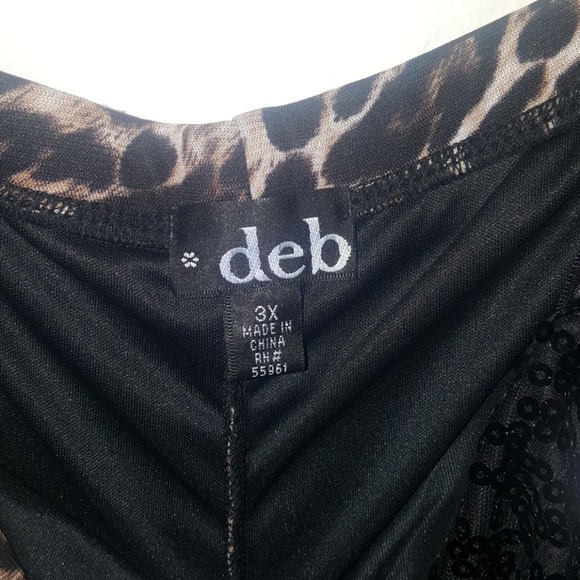 deb
3X
MADE IN
CHINA
RN#
55961